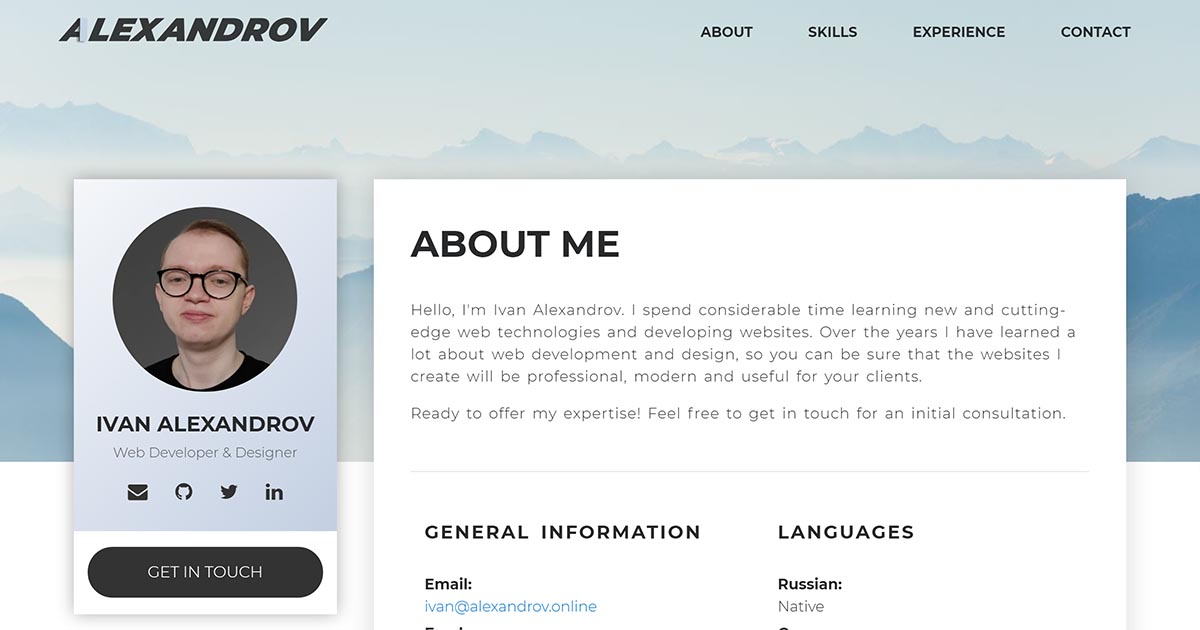 ALEXANDROV
ABOUT SKILLS EXPERIENCE CONTACT
IVAN ALEXANDROV
Web Developer & Designer
in
GET IN TOUCH
ABOUT ME
Hello, I'm Ivan Alexandrov. I spend considerable time learning new and cutting-
edge web technologies and developing websites. Over the years I have learned a
lot about web development and design, so you can be sure that the websites I
create will be professional, modern and useful for your clients.
Ready to offer my expertise! Feel free to get in touch for an initial consultation.
GENERAL INFORMATION
Email:
ivan@alexandrov.online
LANGUAGES
Russian:
Native